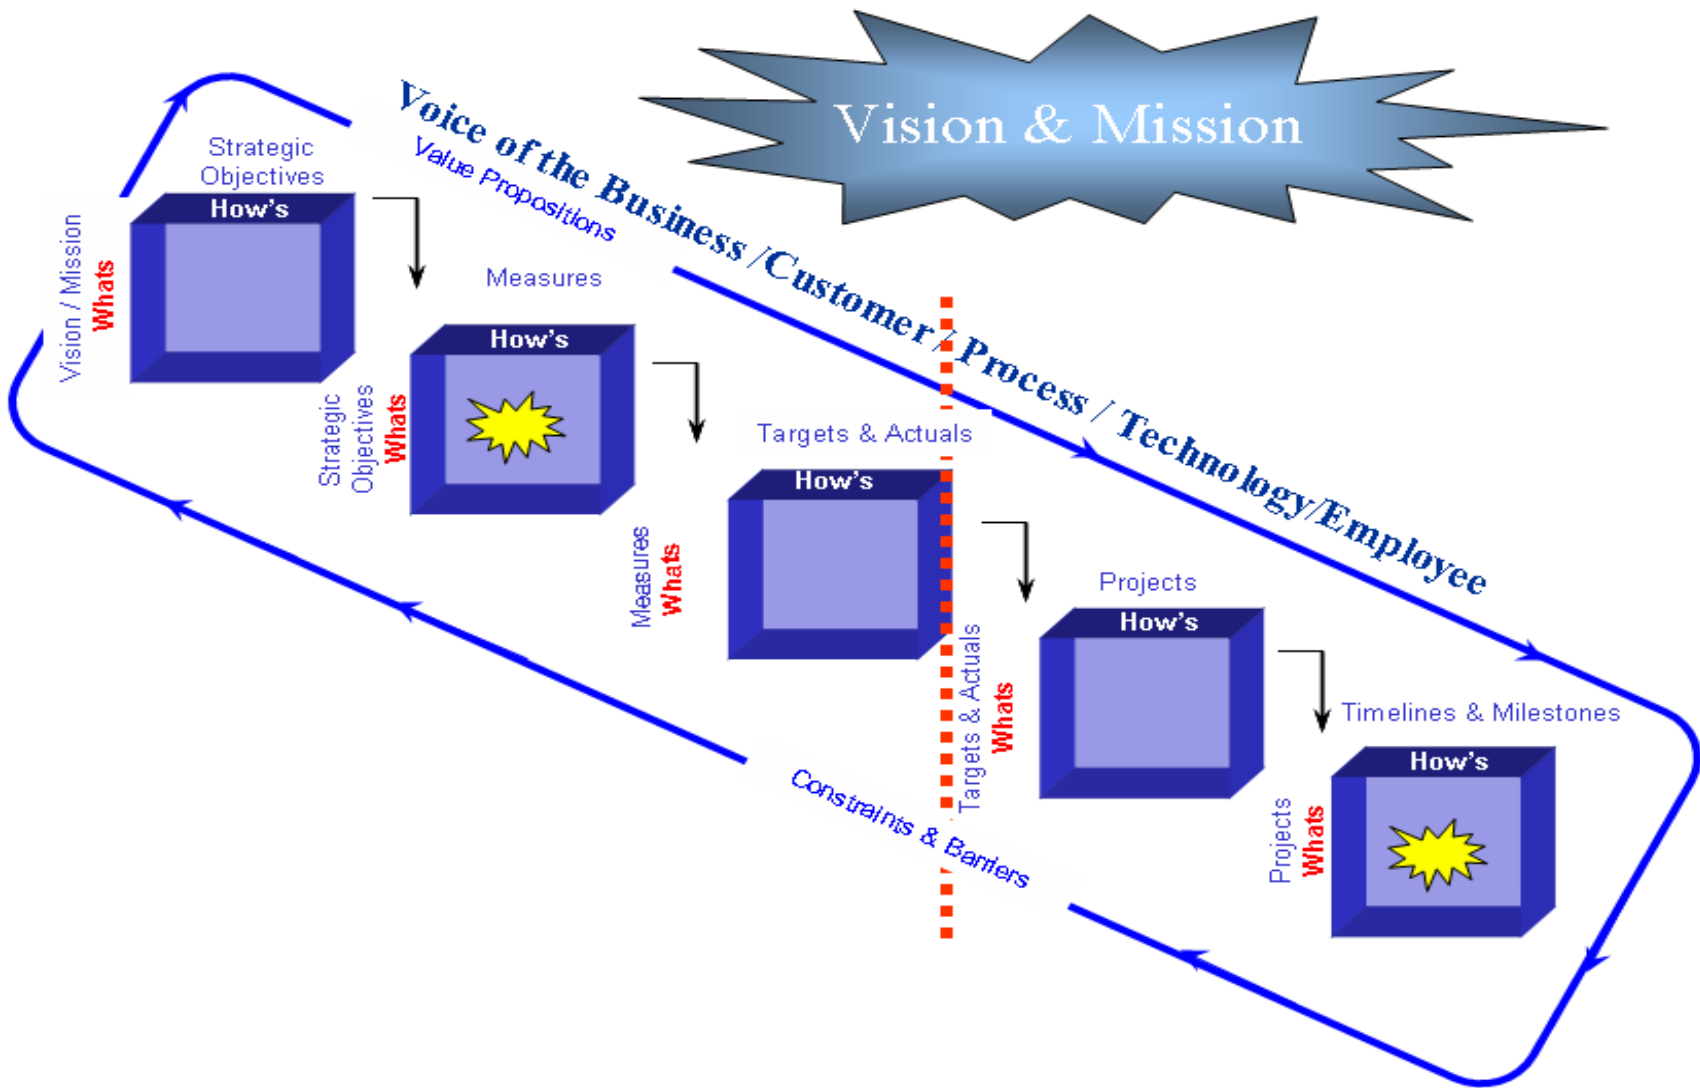 Vision & Mission
Voice of the Business /Customer / Process / Technology/Employee
Value Propositions
Strategic
Objectives
How's
Vision / Mission
Whats
Measures
How's
Strategic
Objectives
Whats
Targets & Actuals
How's
Measures
Whats
Projects
How's
Targets & Actuals
Whats
Timelines & Milestones
How's
Projects
Whats
Constraints & Barriers